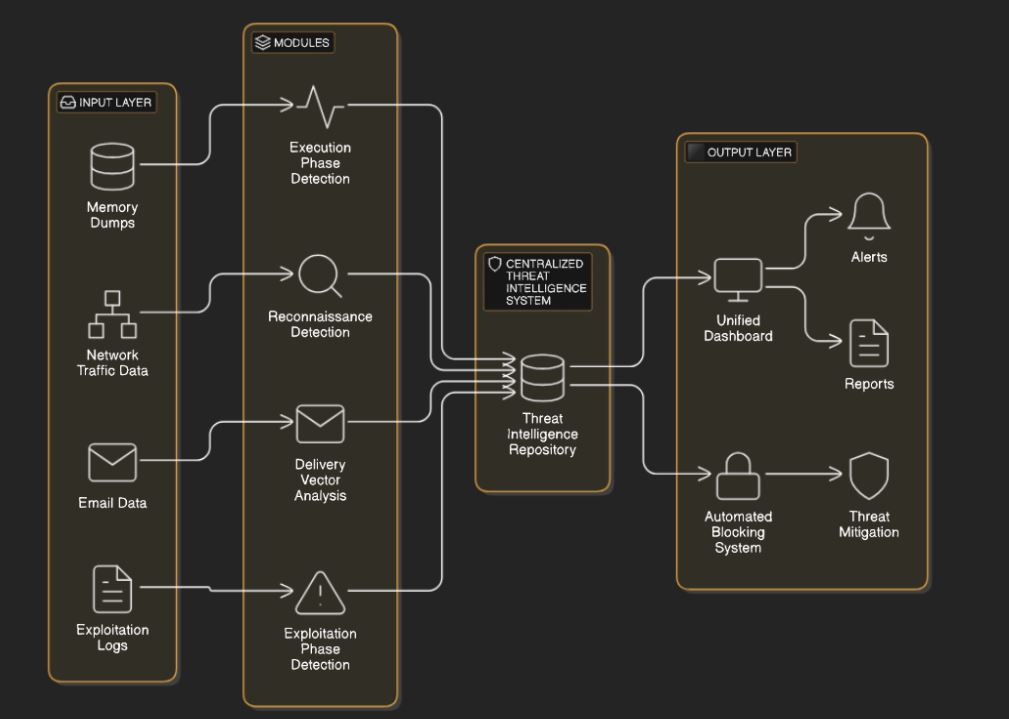 INPUT LAYER
Memory
Dumps
Network
Traffic Data
Email Data
Exploitation
Logs
MODULES
Execution
Phase
Detection
Reconnaissance
Detection
Delivery
Vector
Analysis
Exploitation
Phase
Detection
CENTRALIZED
THREAT
INTELLIGENCE
SYSTEM
Threat
Intelligence
Repository
OUTPUT LAYER
Unified
Dashboard
Alerts
Reports
Automated
Blocking
System
Threat
Mitigation